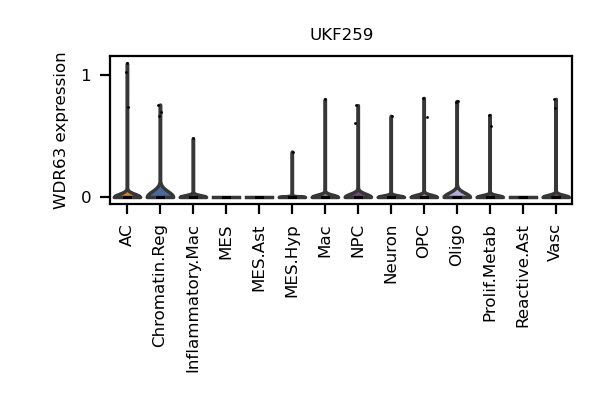 UKF259
WDR63 expression
1
0
AC
Chromatin.Reg
Inflammatory.Mac
MES
MES.Ast
MES.Hyp
Mac
NPC
Neuron
OPC
Oligo
Prolif.Metab
Reactive.Ast
Vasc